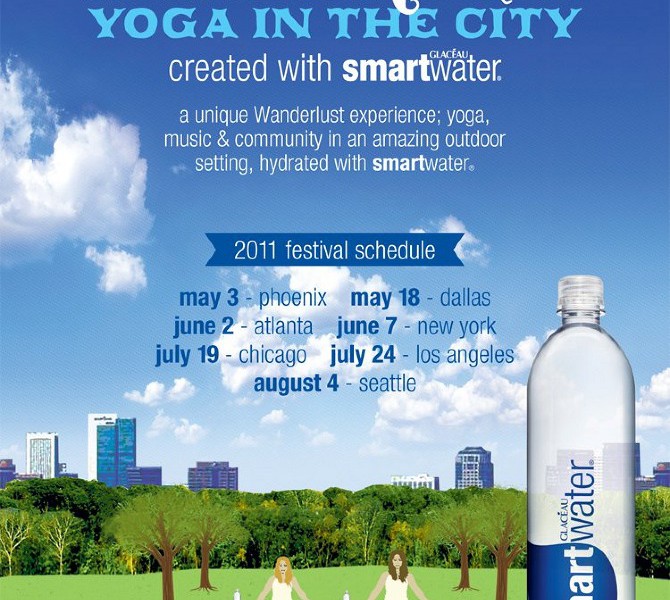 YOGA IN THE CITY
created with GLACÉAU smartwater®
a unique Wanderlust experience; yoga,
music & community in an amazing outdoor
setting, hydrated with smartwater®
2011 festival schedule
may 3 - phoenix may 18 - dallas
june 2 - atlanta june 7 - new york
july 19 - chicago july 24 - los angeles
august 4 - seattle
GLACÉAU
artwater®